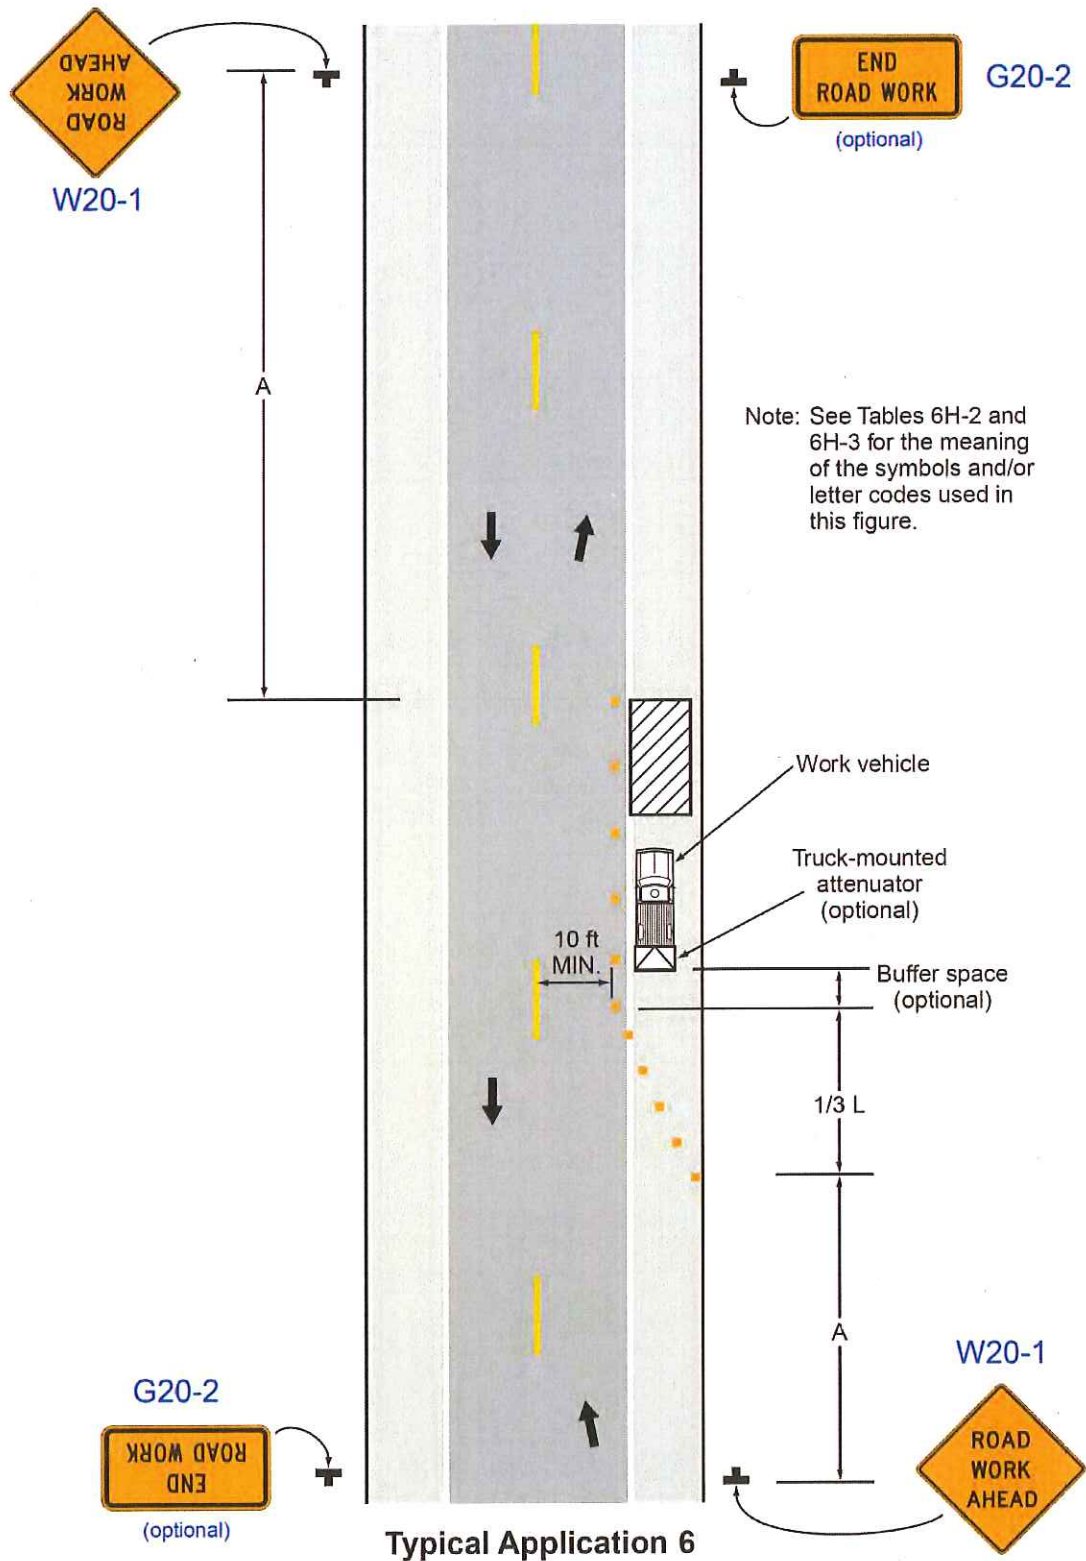 ROAD
WORK
AHEAD
W20-1
END
ROAD WORK
(optional)
G20-2
A
Note: See Tables 6H-2 and
6H-3 for the meaning
of the symbols and/or
letter codes used in
this figure.
Work vehicle
Truck-mounted
attenuator
(optional)
10 ft
MIN.
Buffer space
(optional)
1/3 L
A
W20-1
ROAD
WORK
AHEAD
G20-2
END
ROAD WORK
(optional)
Typical Application 6